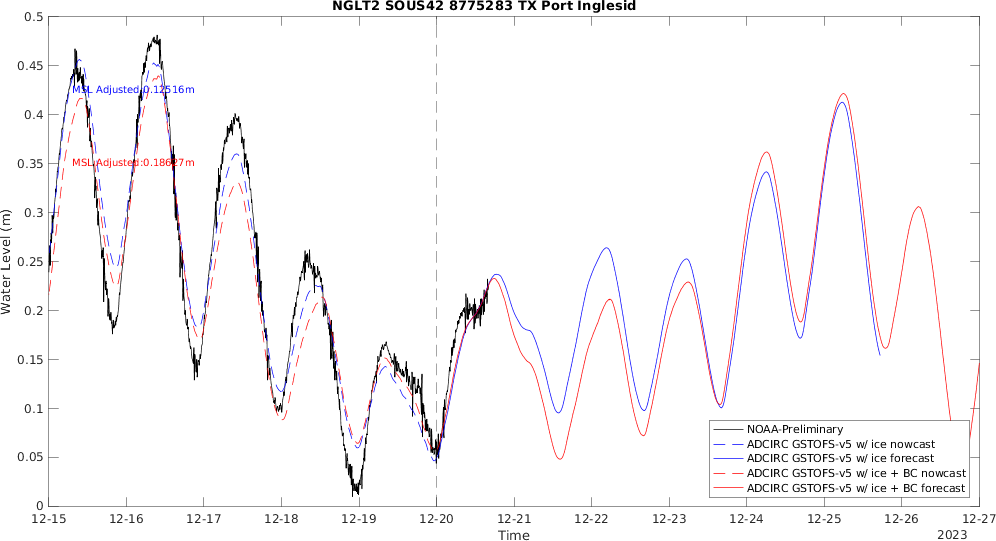 NGLT2 SOUS42 8775283 TX Port Inglesid
0.5
0.45
0.4
0.35
0.3
0.25
0.2
0.15
0.1
0.05
0
Water Level (m)
MSL Adjusted:0.12516m
MSL Adjusted:0.18627m
NOAA-Preliminary
ADCIRC GSTOFS-v5 w/ ice nowcast
ADCIRC GSTOFS-v5 w/ ice forecast
ADCIRC GSTOFS-v5 w/ ice + BC nowcast
ADCIRC GSTOFS-v5 w/ ice + BC forecast
12-15 12-16 12-17 12-18 12-19 12-20 12-21 12-22 12-23 12-24 12-25 12-26 12-27
Time
2023